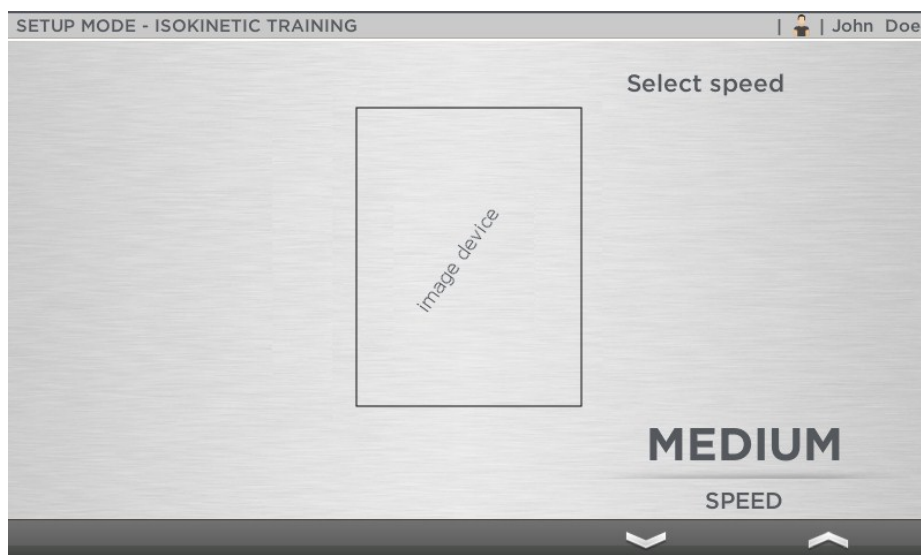 SETUP MODE - ISOKINETIC TRAINING | | John Doe
Select speed
image device
MEDIUM
SPEED